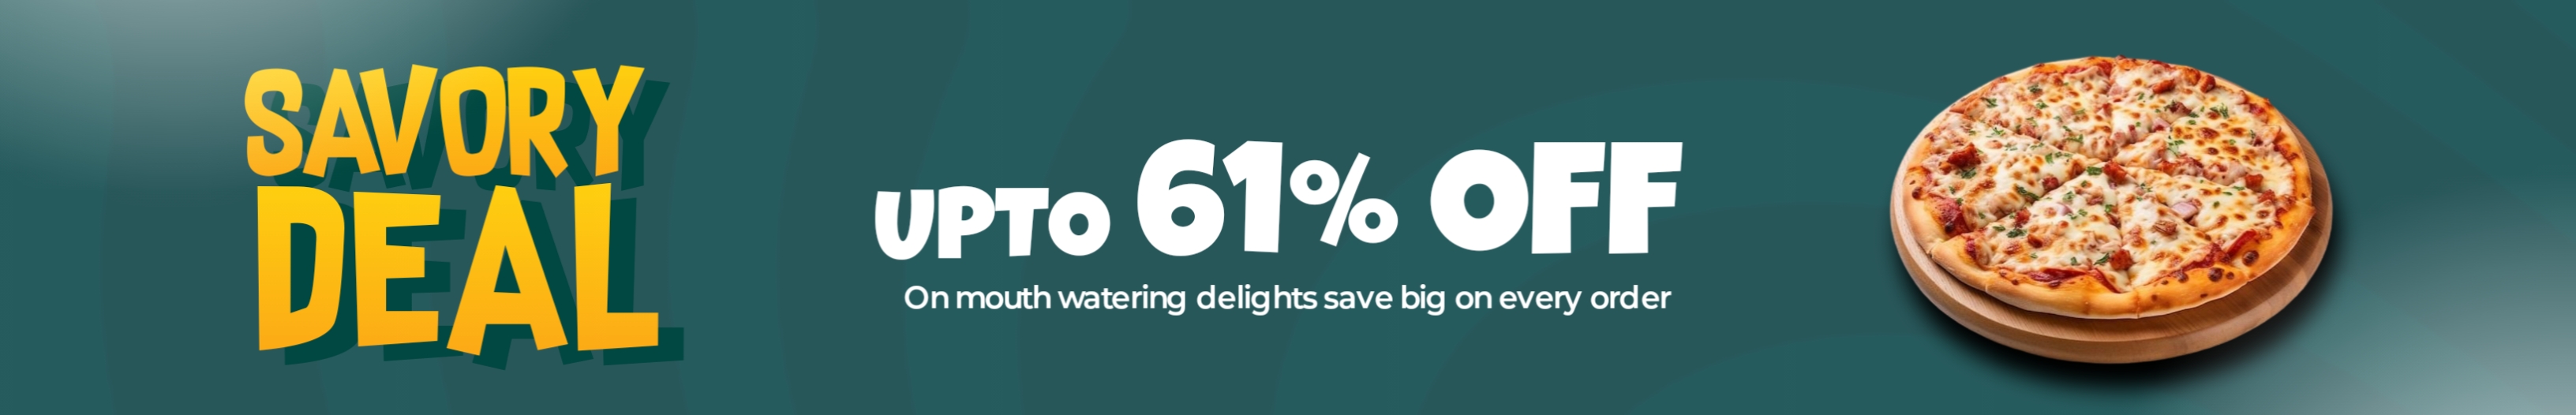 SAVORY
DEAL
UPTO 61% OFF
On mouth watering delights save big on every order